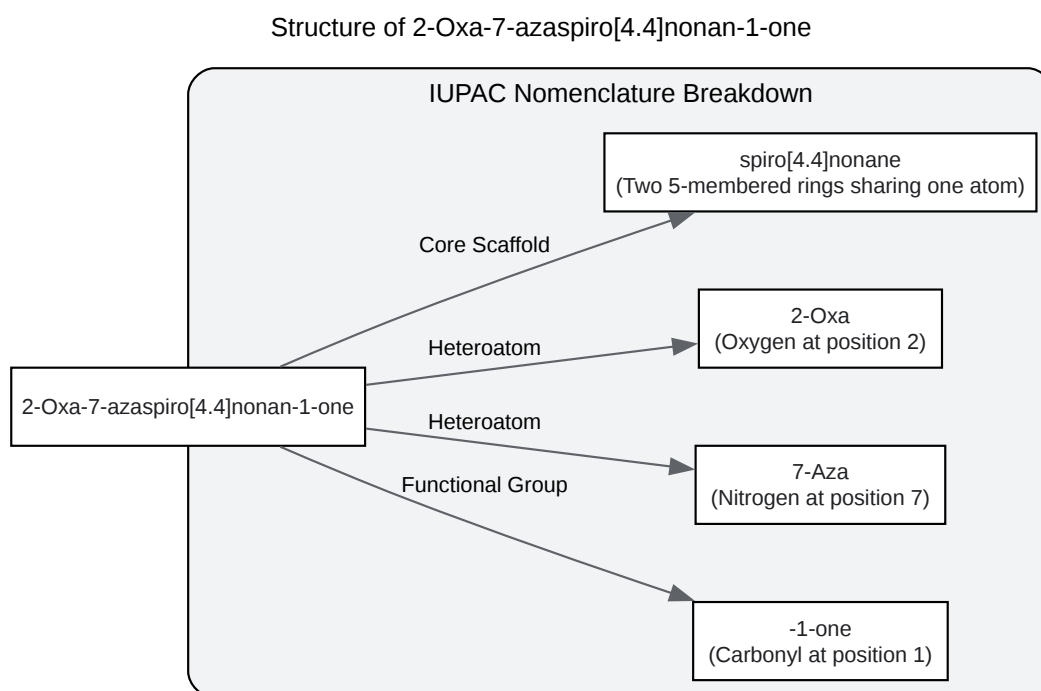 Structure of 2-Oxa-7-azaspiro[4.4]nonan-1-one
IUPAC Nomenclature Breakdown
spiro[4.4]nonane
(Two 5-membered rings sharing one atom)
Core Scaffold
2-Oxa
(Oxygen at position 2)
Heteroatom
2-Oxa-7-azaspiro[4.4]nonan-1-one
Heteroatom
7-Aza
(Nitrogen at position 7)
Functional Group
-1-one
(Carbonyl at position 1)